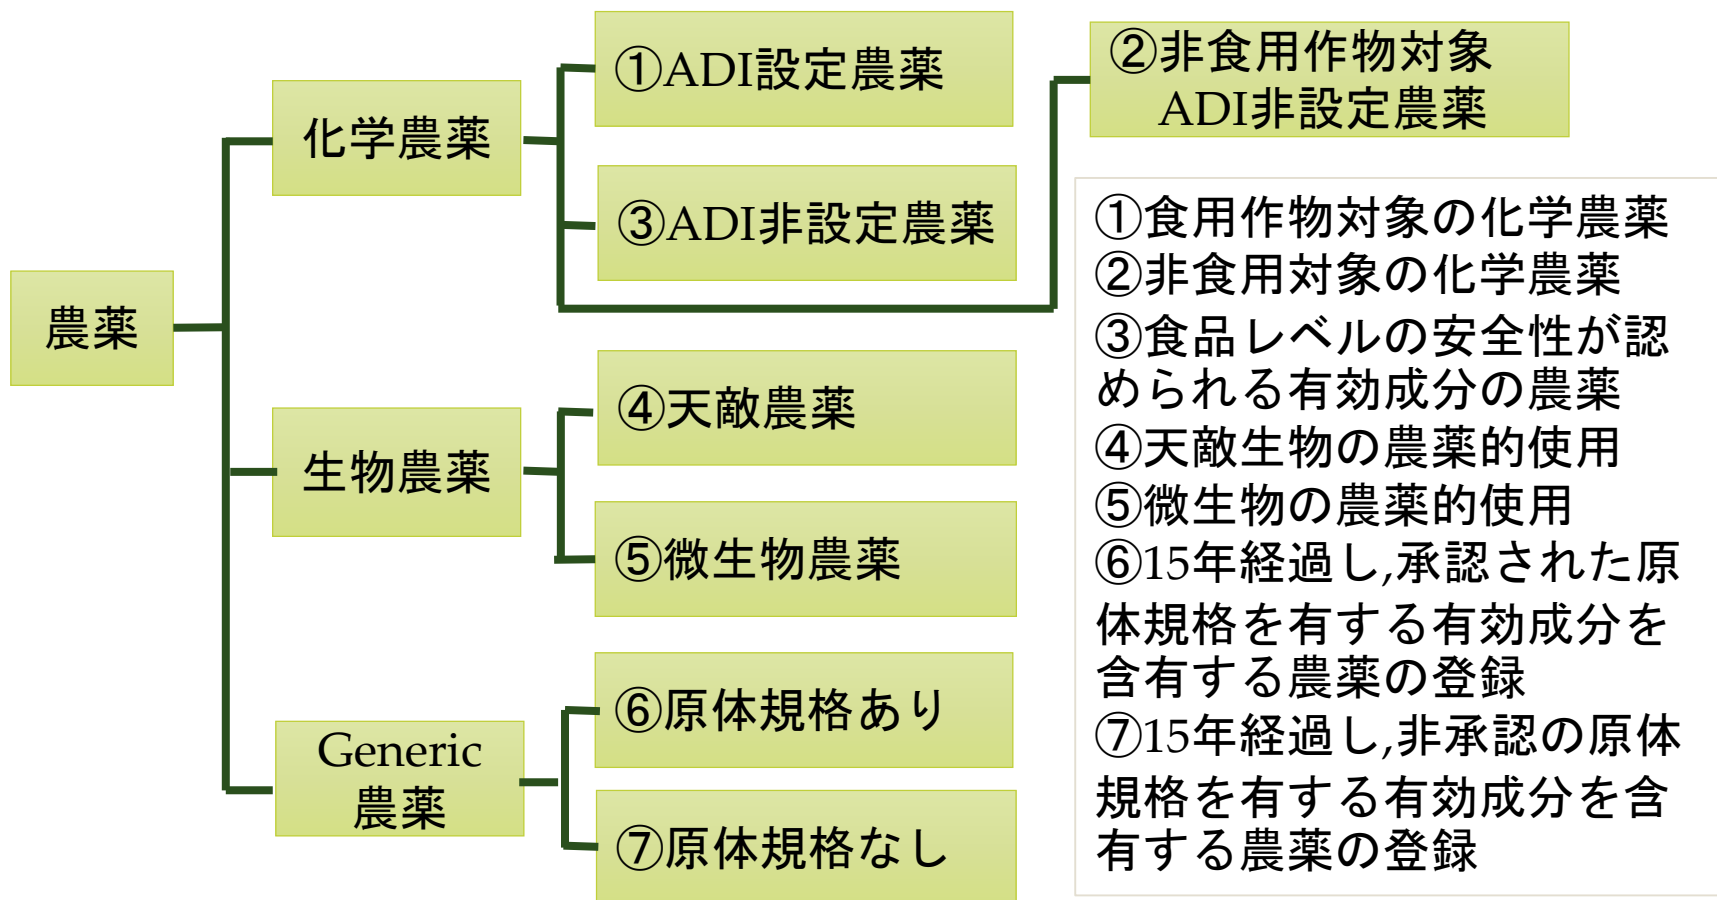 農薬
化学農薬
生物農薬
Generic
農薬
①ADI設定農薬
③ADI非設定農薬
②非食用作物対象
ADI非設定農薬
④天敵農薬
⑤微生物農薬
⑥原体規格あり
⑦原体規格なし
①食用作物対象の化学農薬
②非食用対象の化学農薬
③食品レベルの安全性が認
められる有効成分の農薬
④天敵生物の農薬的使用
⑤微生物の農薬的使用
⑥15年経過し,承認された原
体規格を有する有効成分を
含有する農薬の登録
⑦15年経過し,非承認の原体
規格を有する有効成分を含
有する農薬の登録